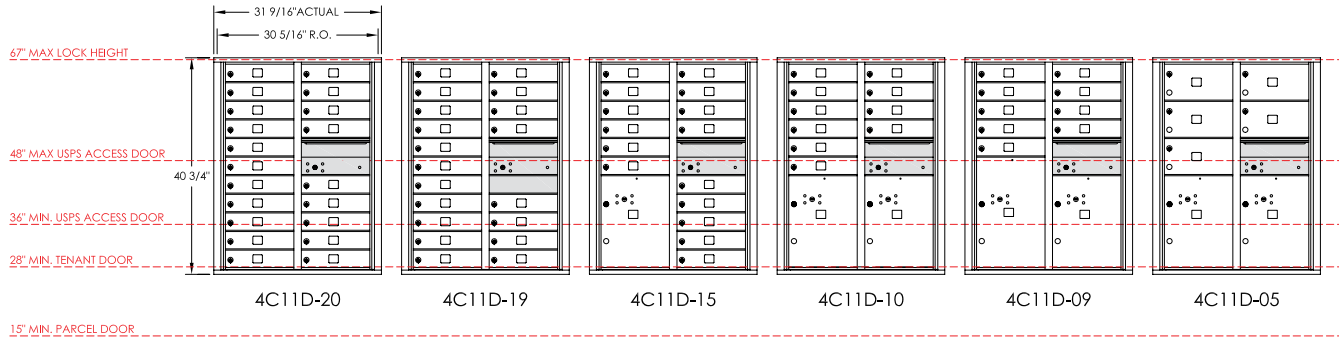 31 9/16"ACTUAL
30 5/16" R.O.
67" MAX LOCK HEIGHT
48" MAX USPS ACCESS DOOR
40 3/4"
36" MIN. USPS ACCESS DOOR
28" MIN. TENANT DOOR
4C11D-20
4C11D-19
4C11D-15
4C11D-10
4C11D-09
4C11D-05
15" MIN. PARCEL DOOR